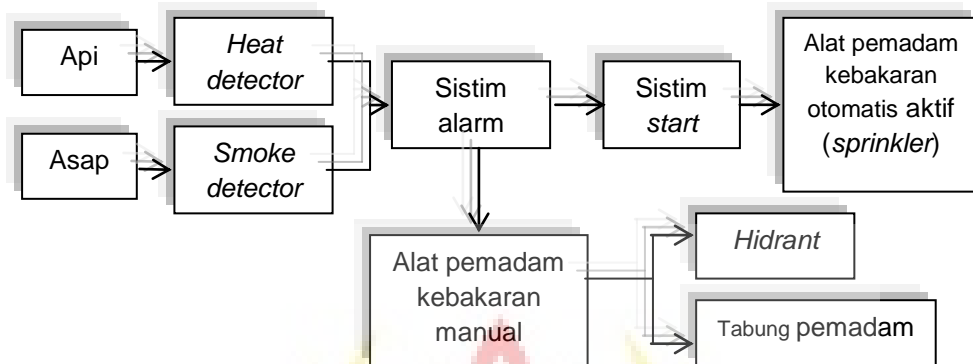 Api
Heat
detector
Asap
Smoke
detector
Sistim
alarm
Sistim
start
Alat pemadam
kebakaran
otomatis aktif
(sprinkler)
Alat pemadam
kebakaran
manual
Hidrant
Tabung pemadam